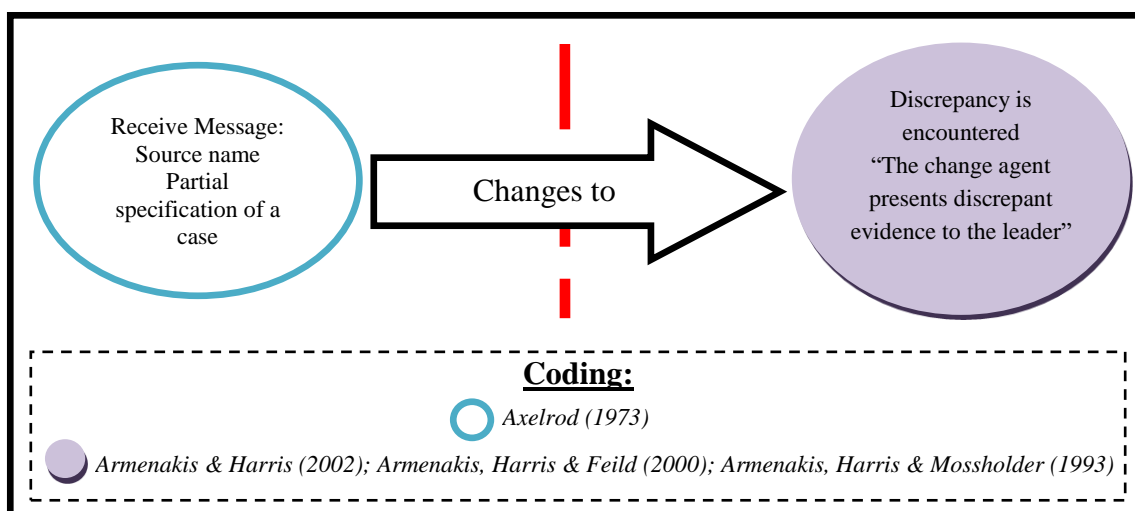 Receive Message:
Source name
Partial
specification of a
case
Changes to
Discrepancy is
encountered
“The change agent
presents discrepant
evidence to the leader”
Coding:
Axelrod (1973)
Armenakis & Harris (2002); Armenakis, Harris & Feild (2000); Armenakis, Harris & Mossholder (1993)